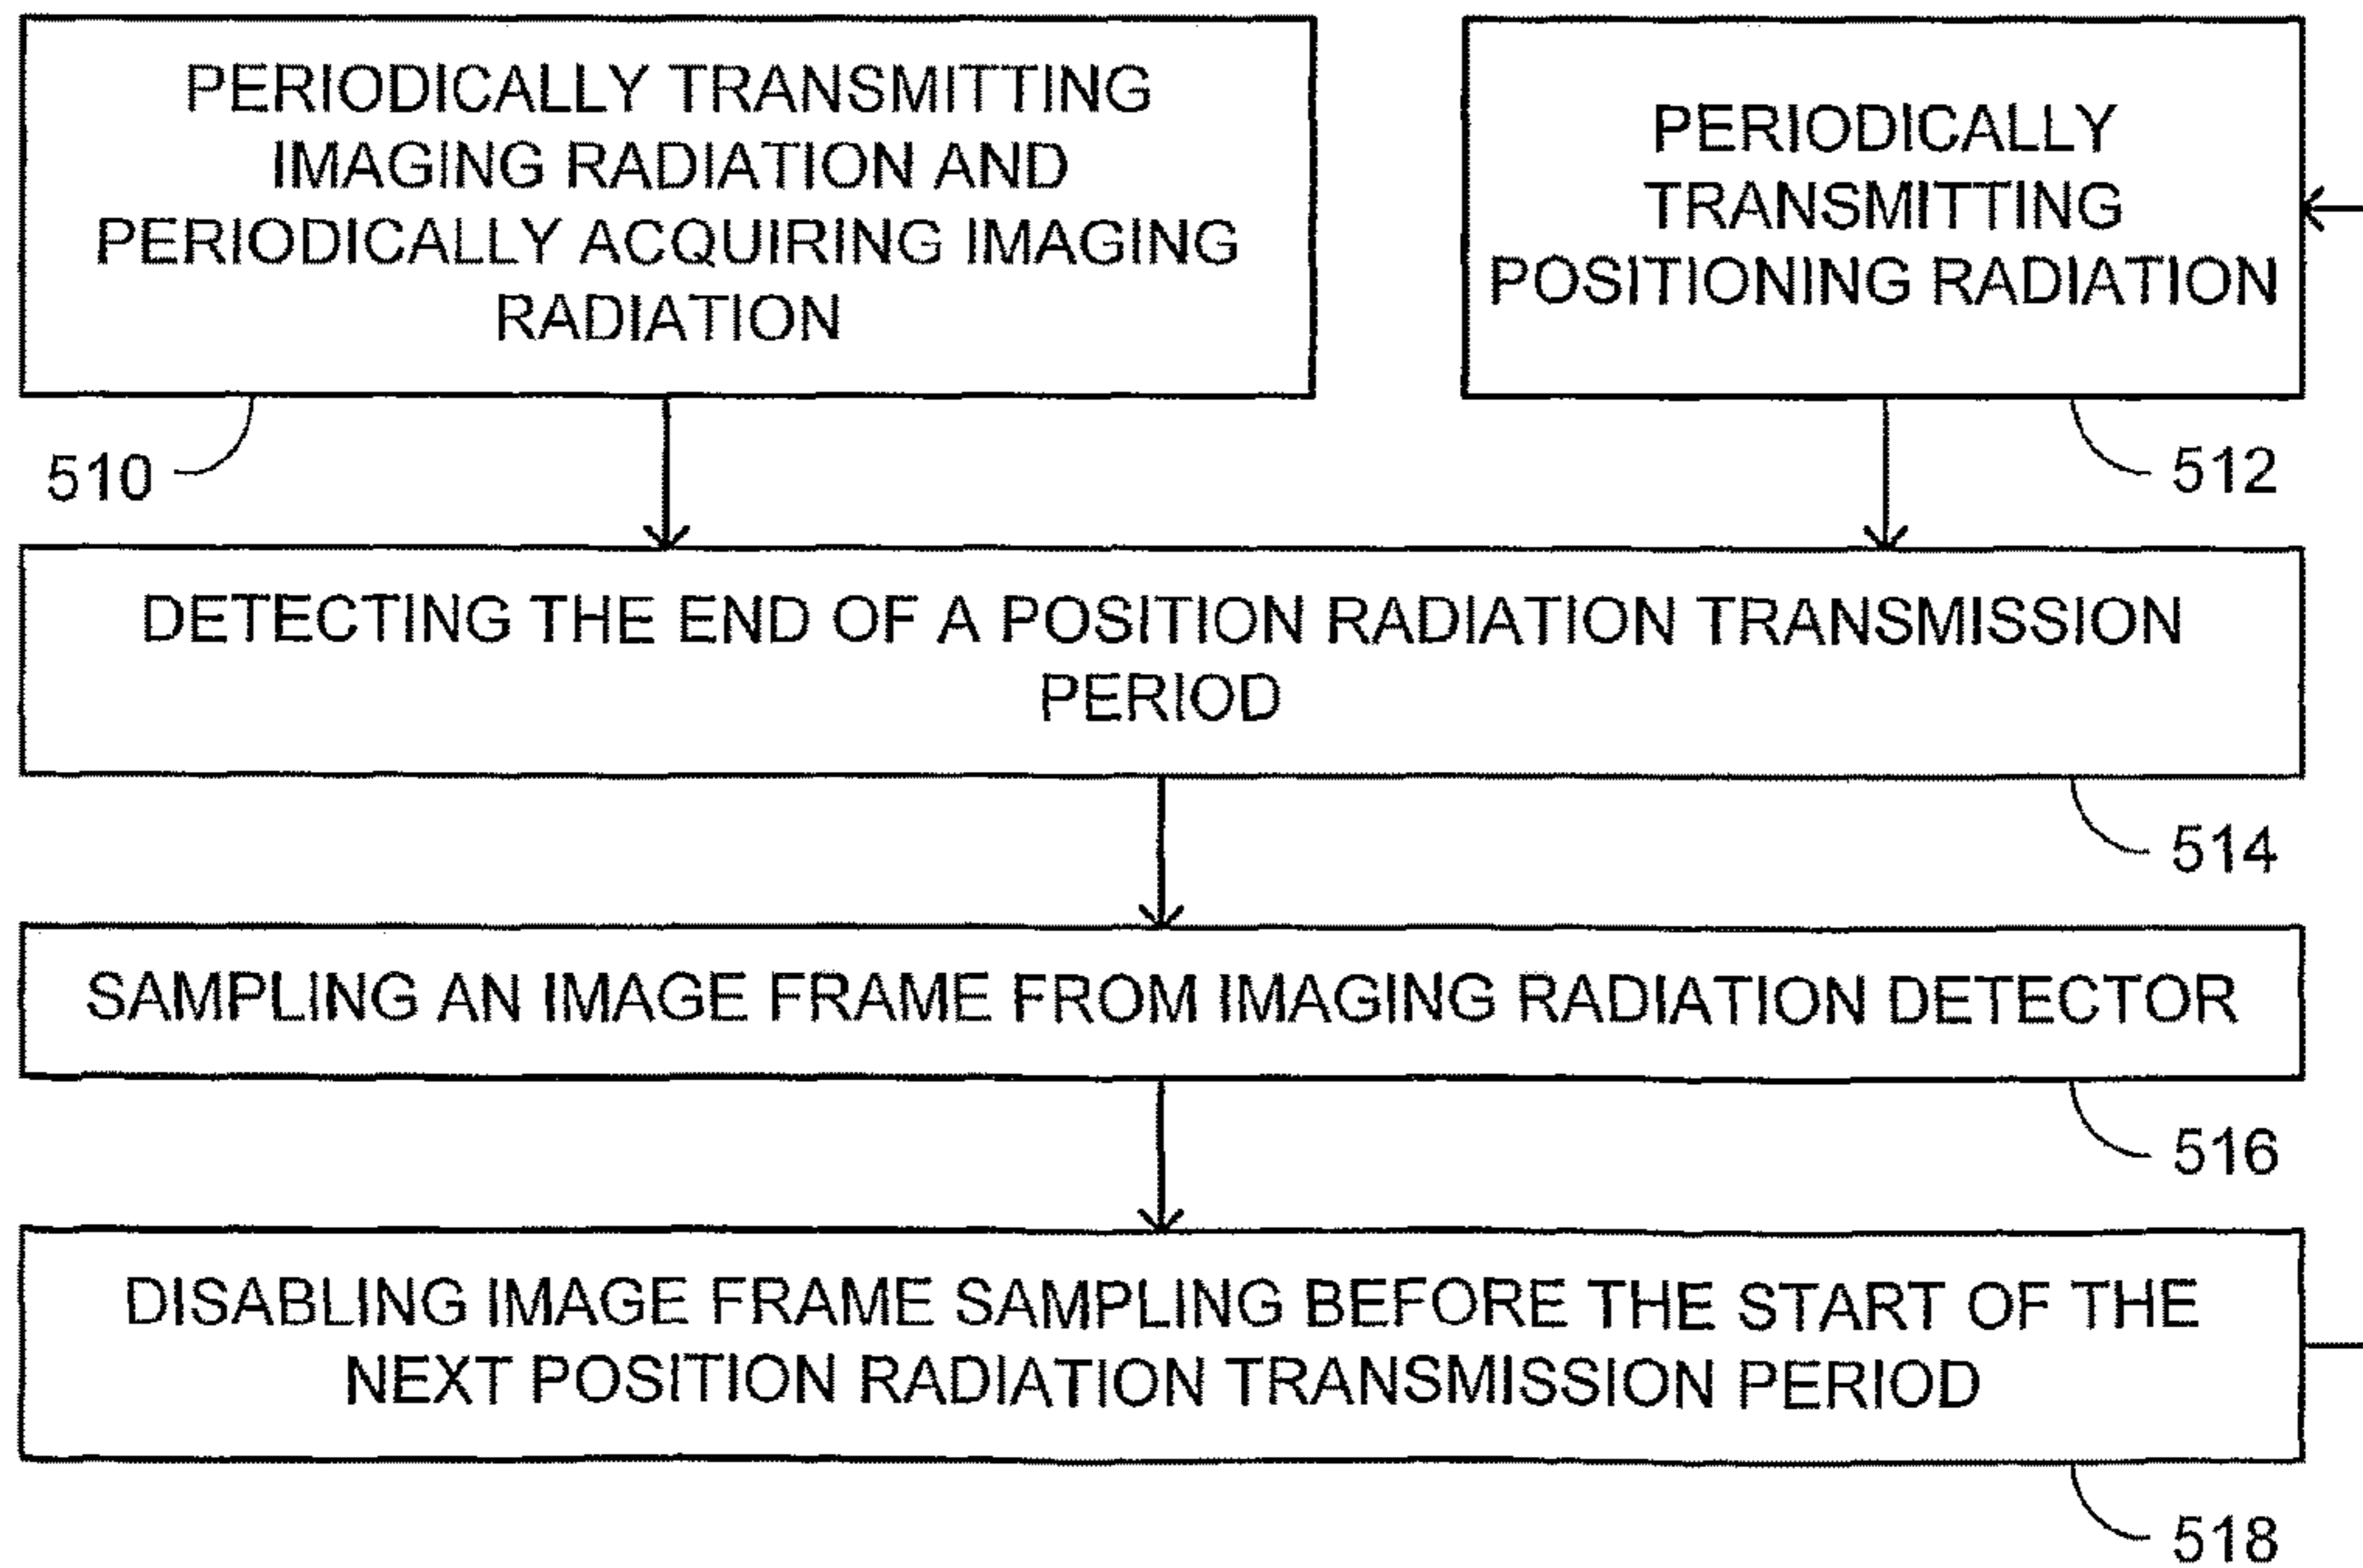 PERIODICALLY TRANSMITTING
IMAGING RADIATION AND
PERIODICALLY ACQUIRING IMAGING
RADIATION
510
PERIODICALLY
TRANSMITTING
POSITIONING RADIATION
512
DETECTING THE END OF A POSITION RADIATION TRANSMISSION
PERIOD
514
SAMPLING AN IMAGE FRAME FROM IMAGING RADIATION DETECTOR
516
DISABLING IMAGE FRAME SAMPLING BEFORE THE START OF THE
NEXT POSITION RADIATION TRANSMISSION PERIOD
518